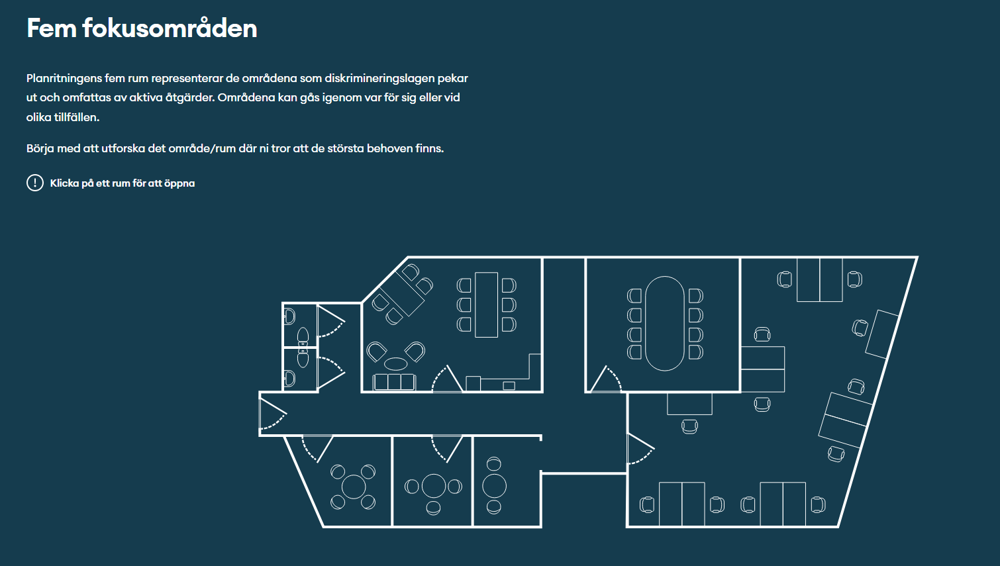 Fem fokusområden
Planritningens fem rum representerar de områdena som diskrimineringslagen pekar
ut och omfattas av aktiva åtgärder. Områdena kan gås igenom var för sig eller vid
olika tillfällen.
Börja med att utforska det område/rum där ni tror att de största behoven finns.
Klicka på ett rum för att öppna